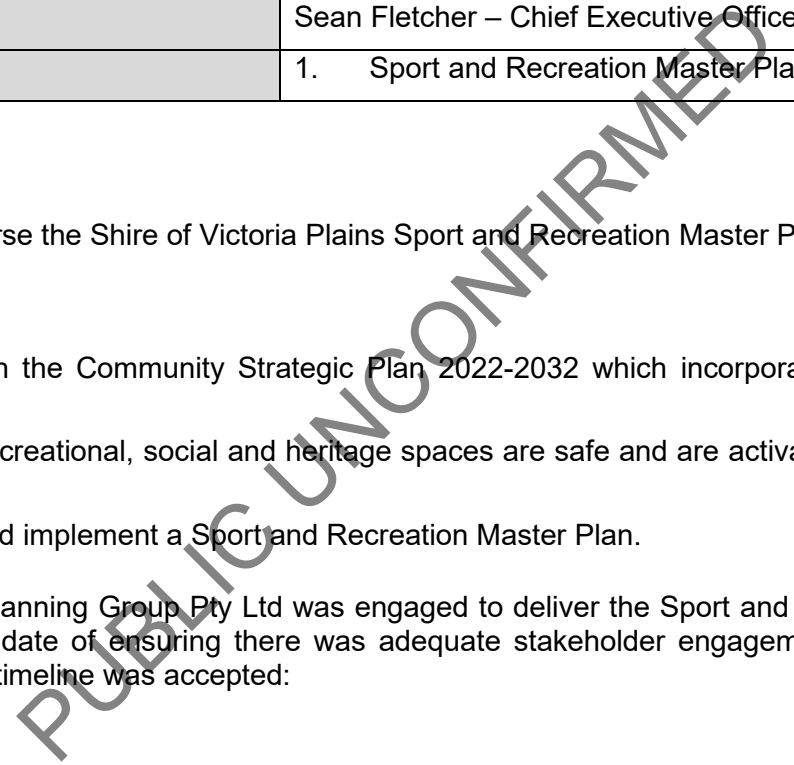 Sean Fletcher – Chief Executive Office
1. Sport and Recreation Master Pla
rse the Shire of Victoria Plains Sport and Recreation Master P
n the Community Strategic Plan 2022-2032 which incorpora
creational, social and heritage spaces are safe and are activa
d implement a Sport and Recreation Master Plan.
anning Group Pty Ltd was engaged to deliver the Sport and
date of ensuring there was adequate stakeholder engagem
timeline was accepted:
PUBLIC UNCONFIRMED